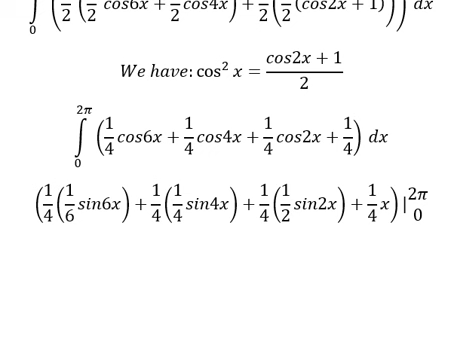 ∫₀ (1/2 (1/2 cos6x + 1/2 cos4x) + 1/2 (1/2 (cos2x + 1))) dx
We have: cos² x = (cos2x + 1)/2
∫₀^2π (1/4 cos6x + 1/4 cos4x + 1/4 cos2x + 1/4) dx
(1/4 (1/6 sin6x) + 1/4 (1/4 sin4x) + 1/4 (1/2 sin2x) + 1/4 x) |₀^2π